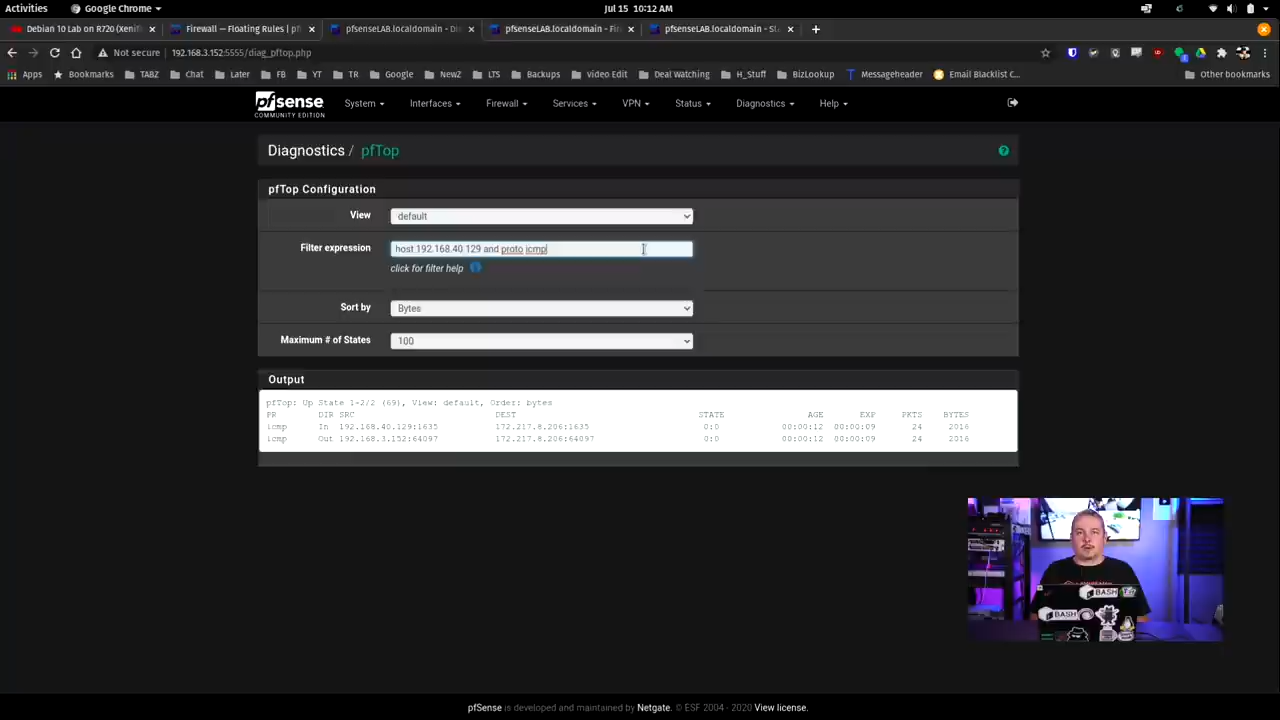 Activities Google Chrome Jul 15 10:12 AM
Debian 10 Lab on R720 (Xenif Firewall — Floating Rules | pf pfsenseLAB.localdomain - Di pfsenseLAB.localdomain - Fir pfsenseLAB.localdomain - St
Not secure 192.168.3.152:5555/diag_pftop.php
Apps Bookmarks TABZ Chat Later FB YT TR Google NewZ LTS Backups Video Edit Deal Watching H_Stuff BizLookup Messageheader Email Blacklist C... Other bookmarks
pfsense COMMUNITY EDITION
System Interfaces Firewall Services VPN Status Diagnostics Help
Diagnostics / pfTop
pfTop Configuration
View default
Filter expression host 192.168.40.129 and proto icmp
click for filter help
Sort by Bytes
Maximum # of States 100
Output
pfTop: Up State 1-2/2 (69), View: default, Order: bytes
PR DIR SRC DEST STATE AGE EXP PKTS BYTES
icmp In 192.168.40.129:1635 172.217.8.206:1635 0:0 00:00:12 00:00:09 24 2016
icmp Out 192.168.3.152:64097 172.217.8.206:64097 0:0 00:00:12 00:00:09 24 2016
BASH
BASH
pfSense is developed and maintained by Netgate. © ESF 2004 - 2020 View license.